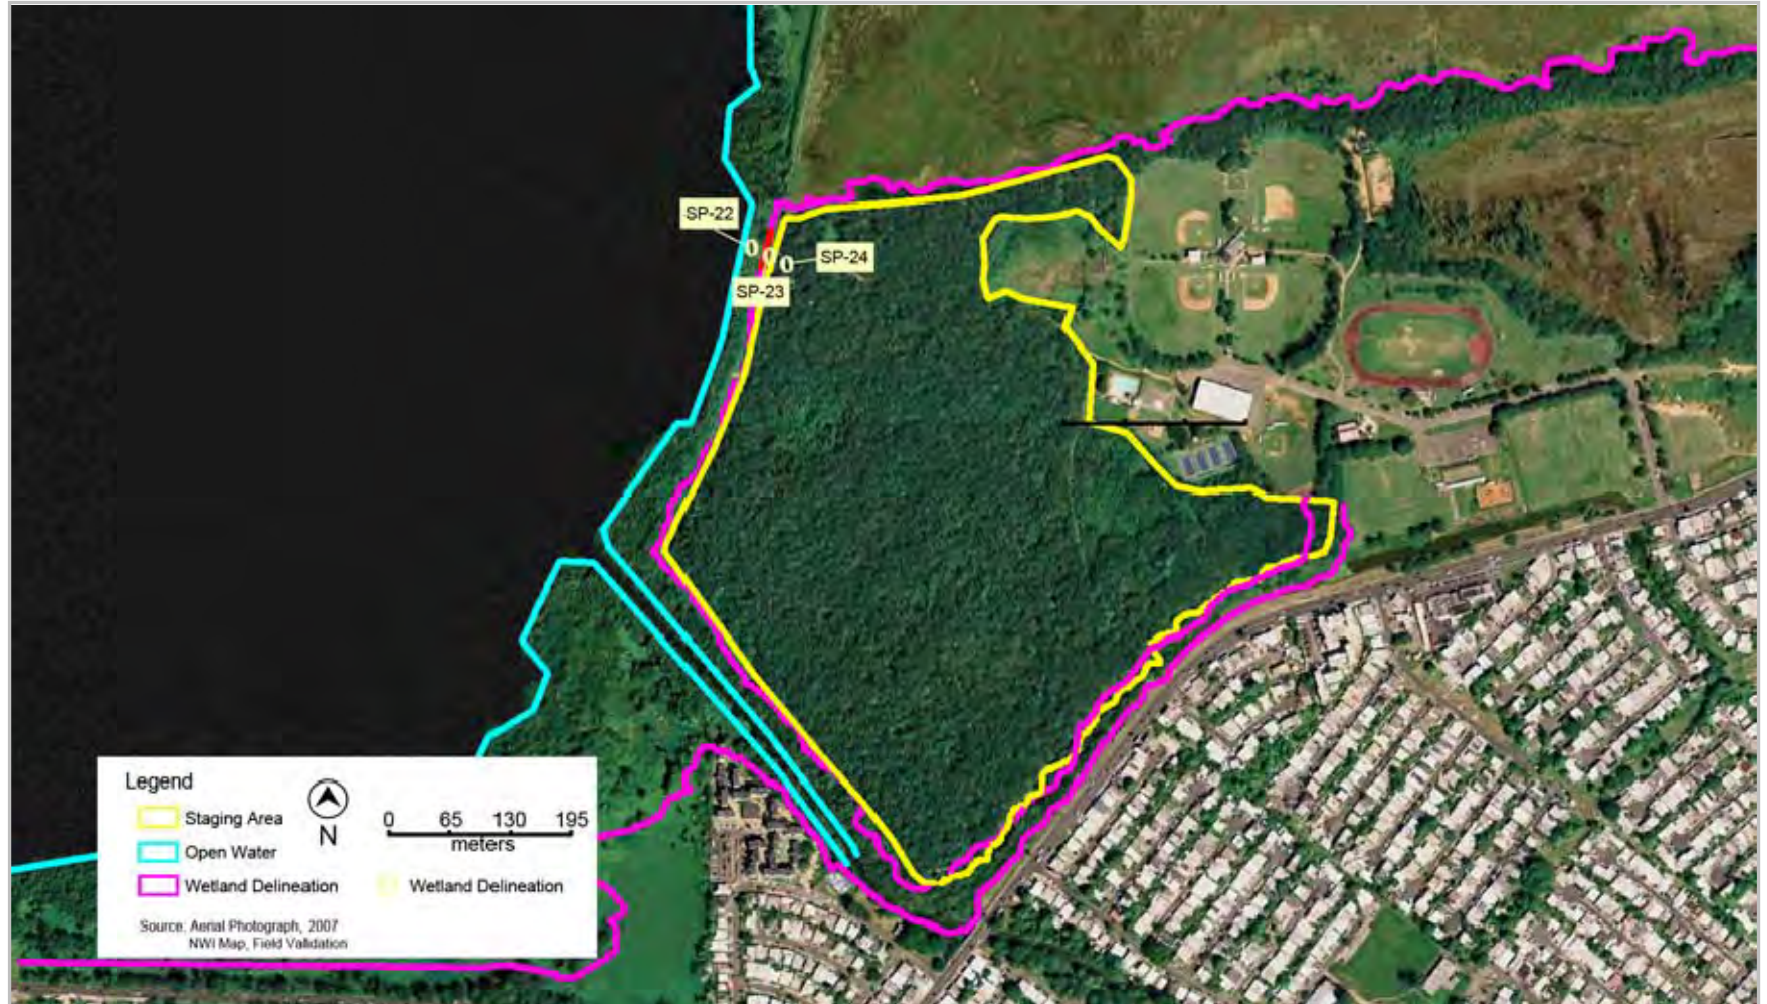 SP-22
SP-24
SP-23
Legend
Staging Area
Open Water
Wetland Delineation
Wetland Delineation
N
0 65 130 195
meters
Source: Aerial Photograph, 2007
NWI Map, Field Validation